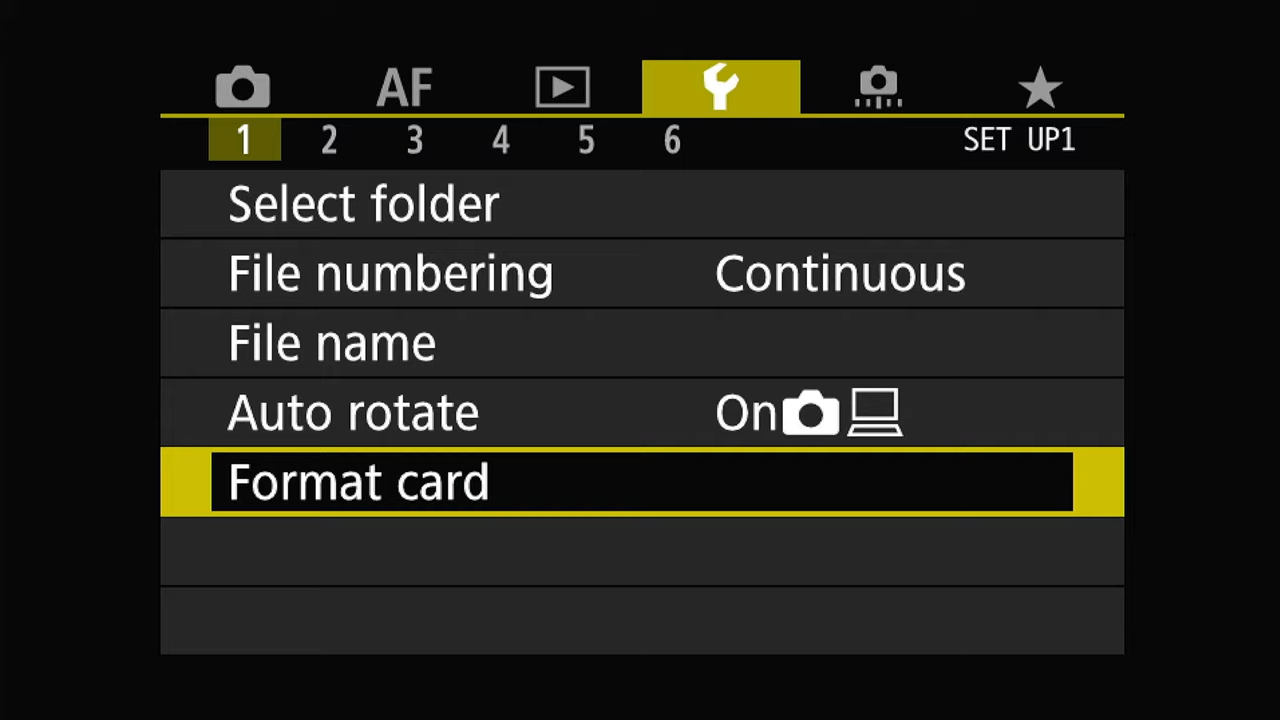 AF
1 2 3 4 5 6 SET UP1
Select folder
File numbering Continuous
File name
Auto rotate On
Format card